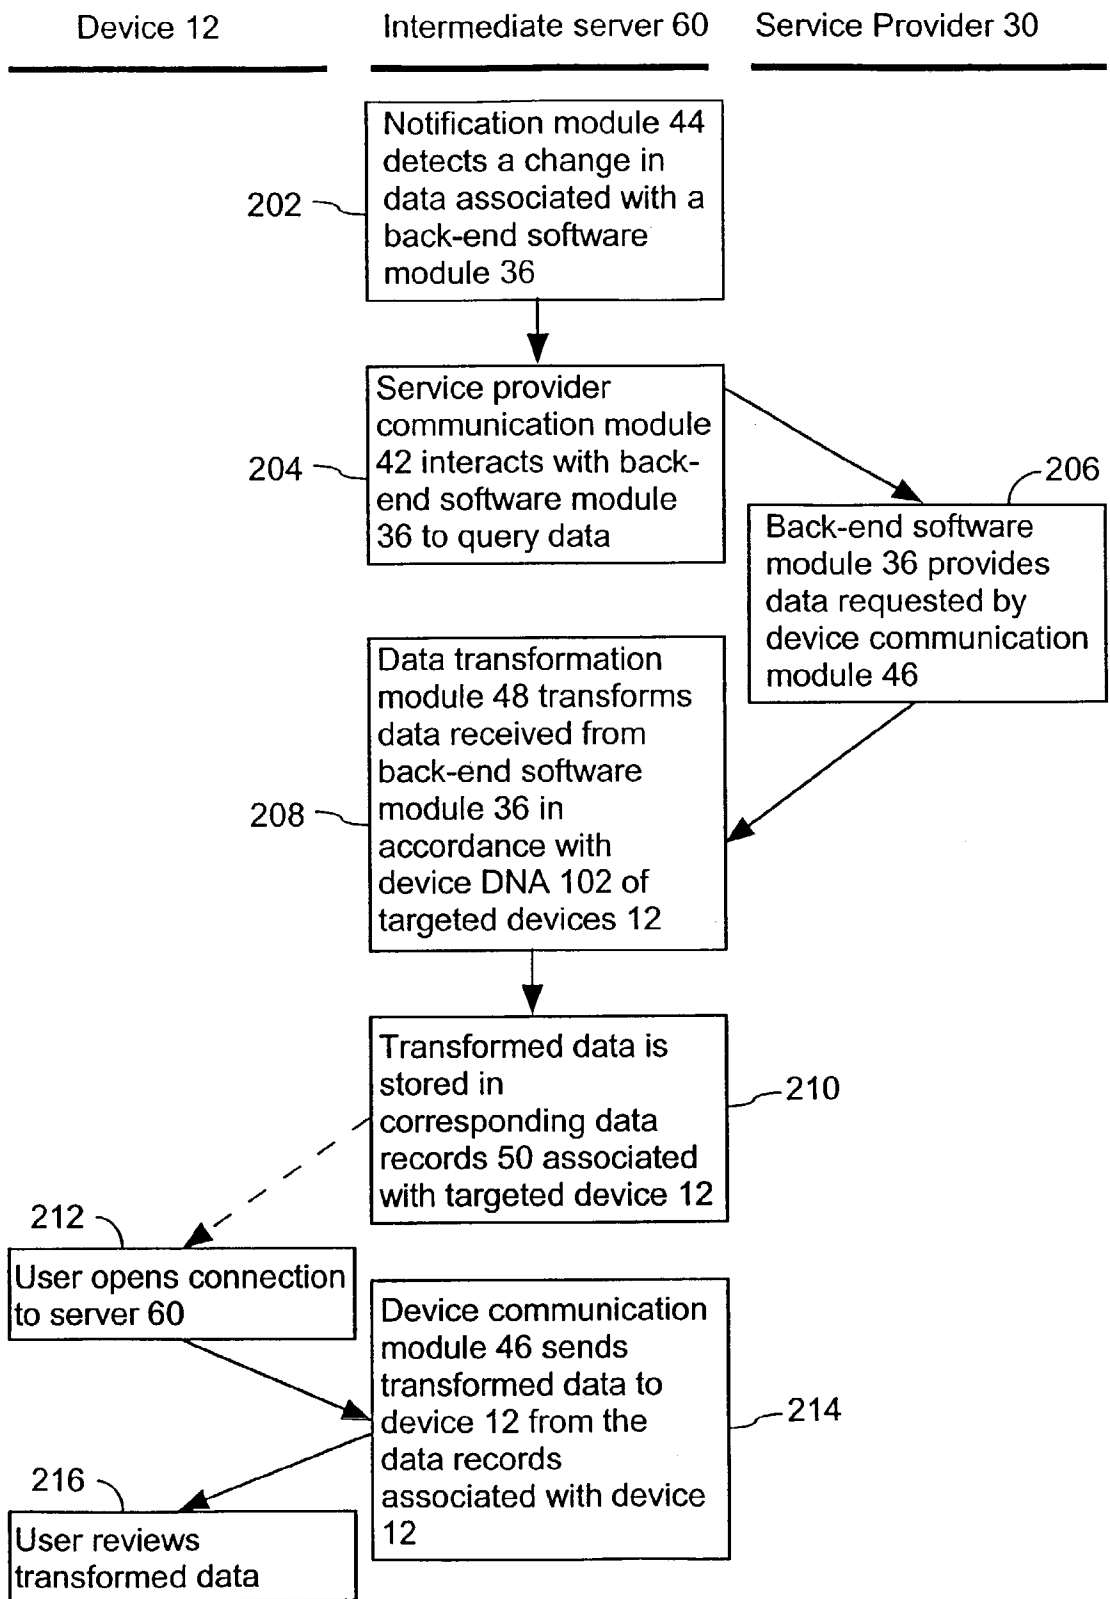 Device 12
Intermediate server 60
Service Provider 30
Notification module 44
detects a change in
data associated with a
back-end software
module 36
202
Service provider
communication module
42 interacts with back-
end software module
36 to query data
204
206
Back-end software
module 36 provides
data requested by
device communication
module 46
Data transformation
module 48 transforms
data received from
back-end software
module 36 in
accordance with
device DNA 102 of
targeted devices 12
208
Transformed data is
stored in
corresponding data
records 50 associated
with targeted device 12
210
212
User opens connection
to server 60
Device communication
module 46 sends
transformed data to
device 12 from the
data records
associated with device
12
214
216
User reviews
transformed data